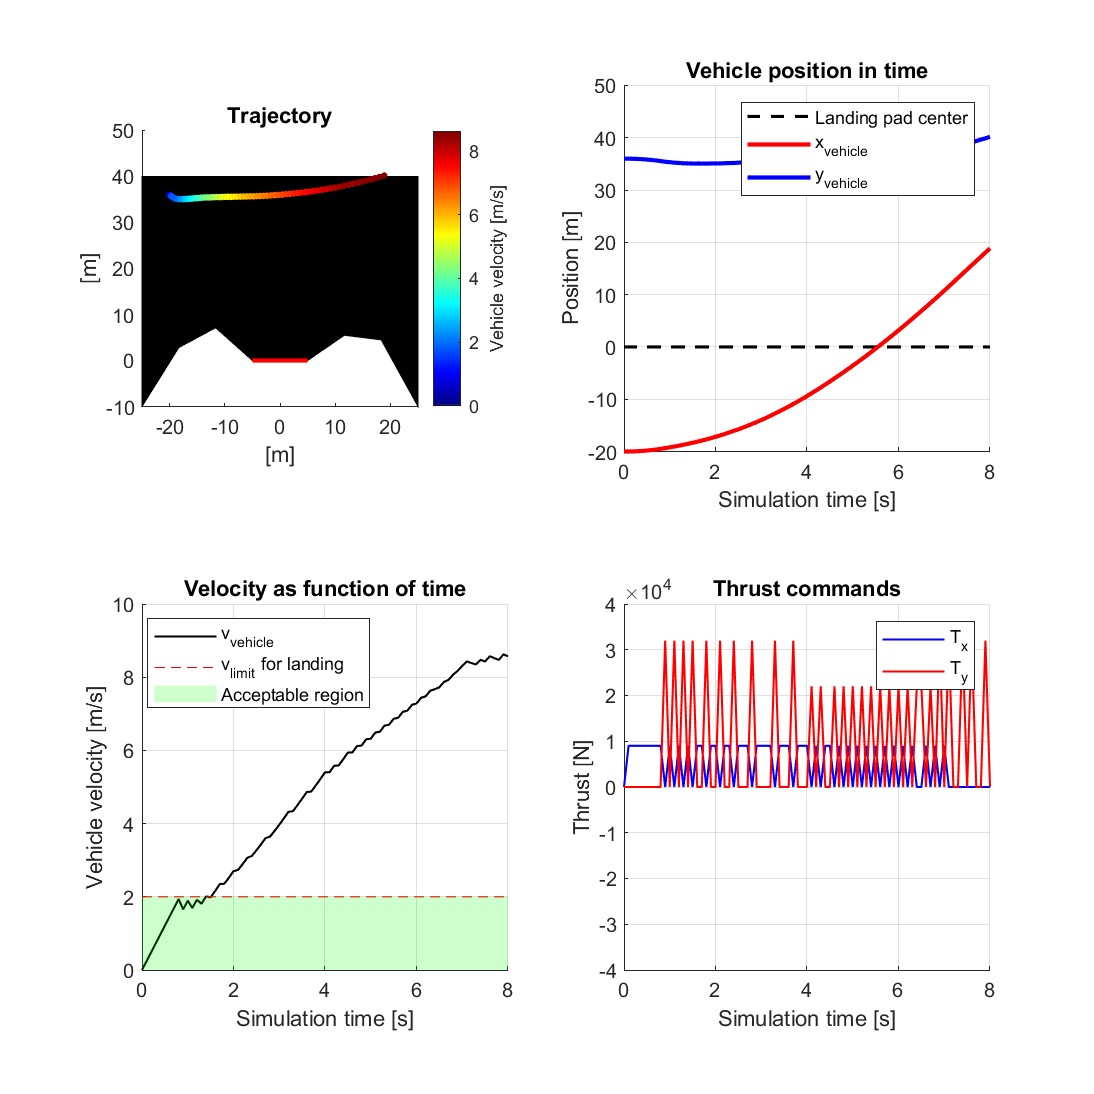 Trajectory
50
40
30
20
10
0
-10
-20 -10 0 10 20
[m]
[m]
8
6
4
2
0
Vehicle velocity [m/s]
Vehicle position in time
50
40
30
20
10
0
-10
-20
0 2 4 6 8
Simulation time [s]
Position [m]
Landing pad center
x_vehicle
y_vehicle
Velocity as function of time
10
8
6
4
2
0
0 2 4 6 8
Simulation time [s]
Vehicle velocity [m/s]
v_vehicle
v_limit for landing
Acceptable region
Thrust commands
×10^4
4
3
2
1
0
-1
-2
-3
-4
0 2 4 6 8
Simulation time [s]
Thrust [N]
T_x
T_y